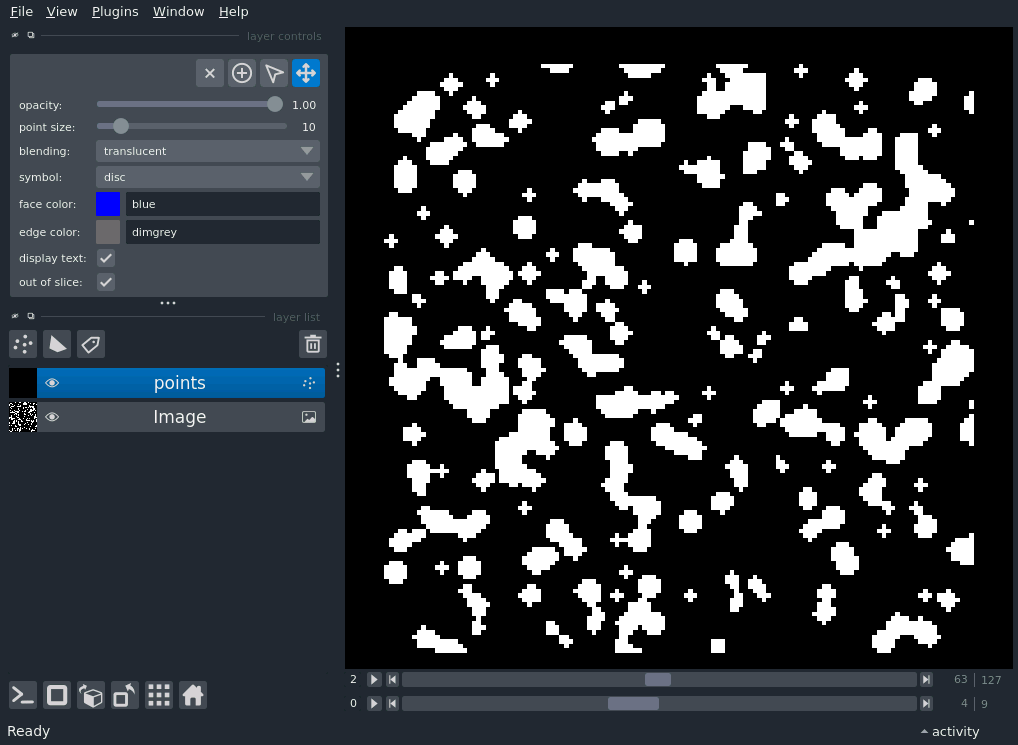 File View Plugins Window Help
layer controls
opacity: 1.00
point size: 10
blending: translucent
symbol: disc
face color: blue
edge color: dimgrey
display text:
out of slice:
layer list
points
Image
2 63 127
0 4 9
Ready activity